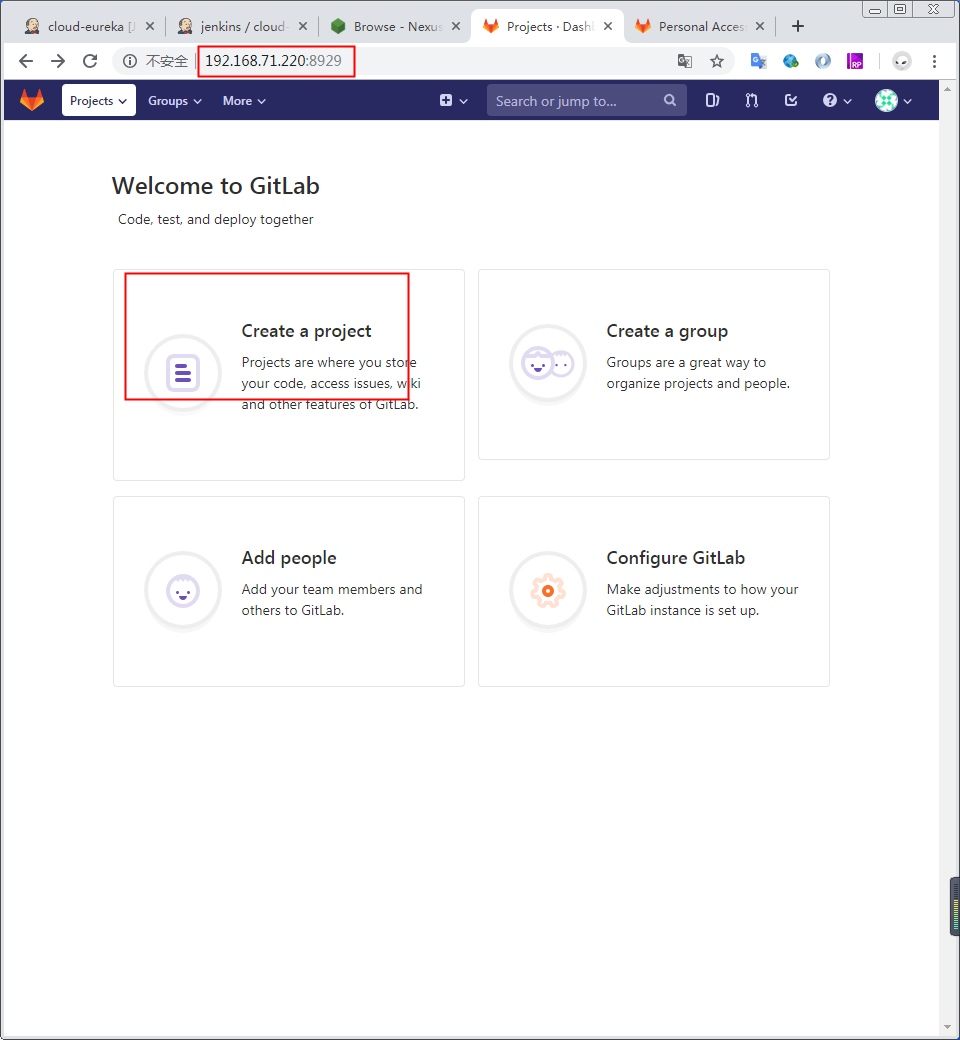 cloud-eureka [J
jenkins / cloud-
Browse - Nexus
Projects · Dash
Personal Acces
不安全
192.168.71.220:8929
Projects
Groups
More
Search or jump to...
Welcome to GitLab
Code, test, and deploy together
Create a project
Projects are where you store
your code, access issues, wiki
and other features of GitLab.
Create a group
Groups are a great way to
organize projects and people.
Add people
Add your team members and
others to GitLab.
Configure GitLab
Make adjustments to how your
GitLab instance is set up.